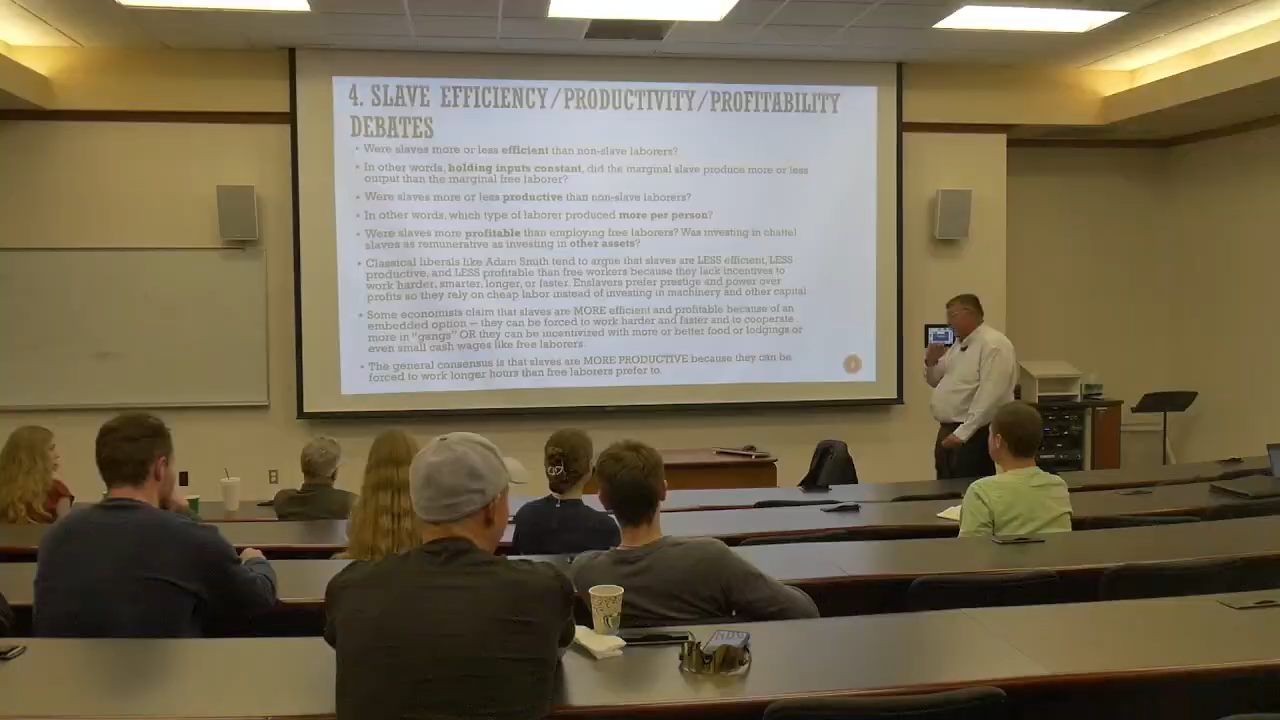 4. SLAVE EFFICIENCY/PRODUCTIVITY/PROFITABILITY
DEBATES
• Were slaves more or less efficient than non-slave laborers?
• In other words, holding inputs constant, did the marginal slave produce more or less
output than the marginal free laborer?
• Were slaves more or less productive than non-slave laborers?
• In other words, which type of laborer produced more per person?
• Were slaves more profitable than employing free laborers? Was investing in chattel
slaves as remunerative as investing in other assets?
• Classical liberals like Adam Smith tend to argue that slaves are LESS efficient, LESS
productive, and LESS profitable than free workers because they lack incentives to
work harder, smarter, longer, or faster. Enslavers prefer prestige and power over
profits so they rely on cheap labor instead of investing in machinery and other capital
• Some economists claim that slaves are MORE efficient and profitable because of an
embedded option – they can be forced to work harder and faster and to cooperate
more in "gangs" OR they can be incentivized with more or better food or lodgings or
even small cash wages like free laborers.
• The general consensus is that slaves are MORE PRODUCTIVE because they can be
forced to work longer hours than free laborers prefer to.